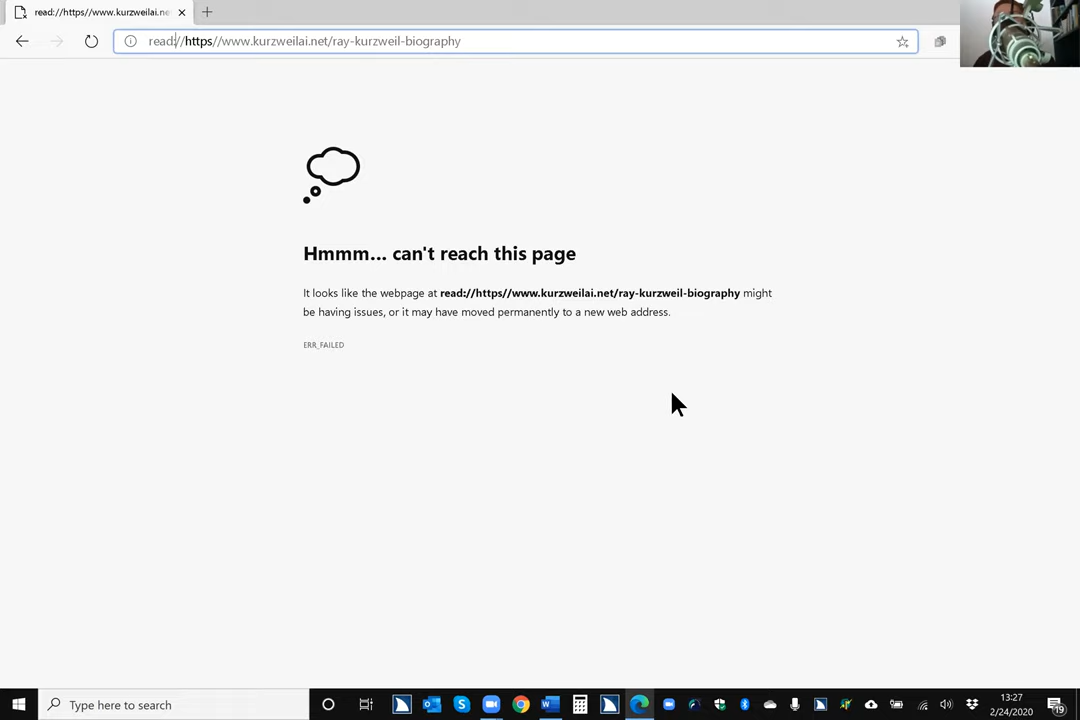 read://https//www.kurzweilai.ne
read://https//www.kurzweilai.net/ray-kurzweil-biography
Hmmm... can't reach this page
It looks like the webpage at read://https//www.kurzweilai.net/ray-kurzweil-biography might
be having issues, or it may have moved permanently to a new web address.
ERR_FAILED
Type here to search
13:27
2/24/2020
19